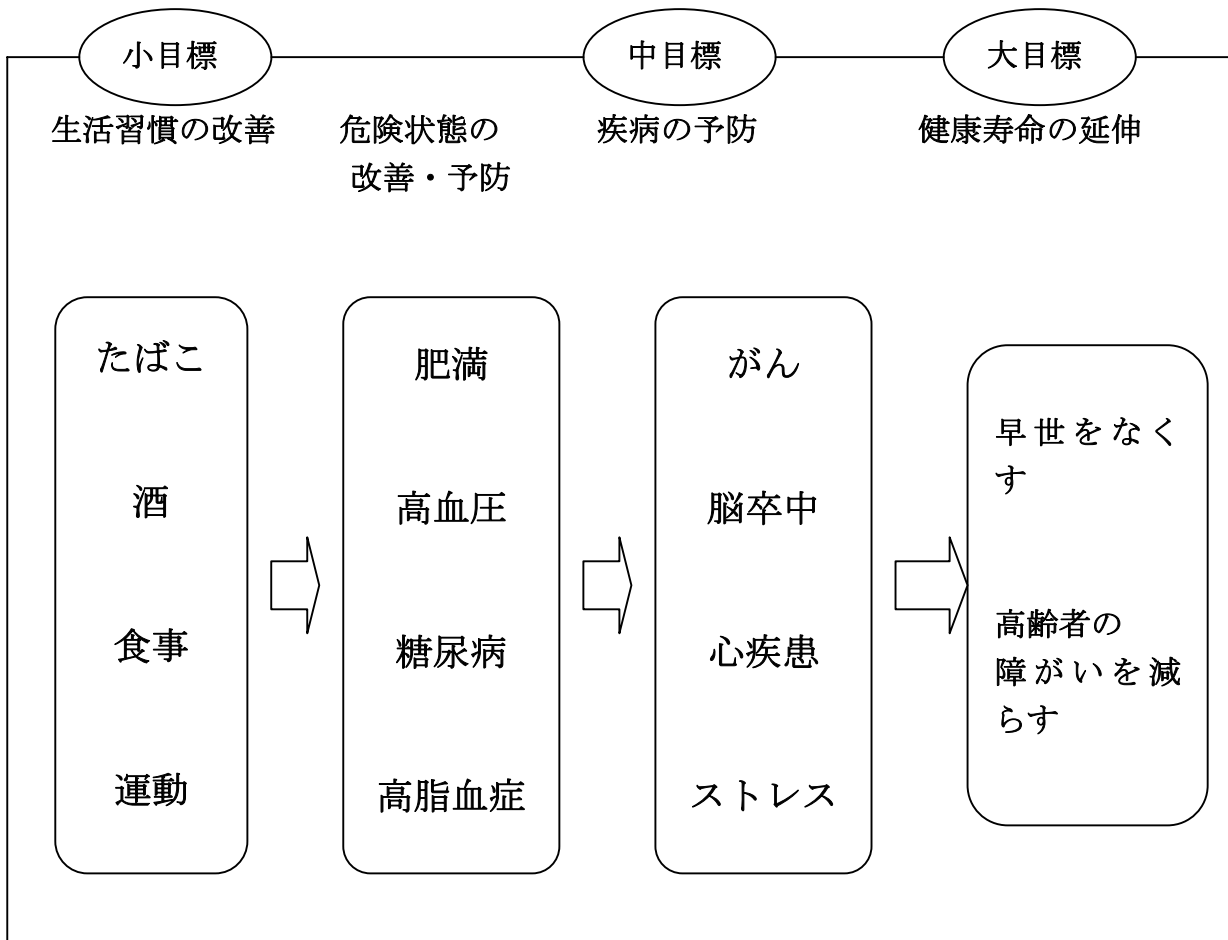 小目標
中目標
大目標
生活習慣の改善
危険状態の
改善・予防
疾病の予防
健康寿命の延伸
たばこ
酒
食事
運動
肥満
高血圧
糖尿病
高脂血症
がん
脳卒中
心疾患
ストレス
早世をなく
す
高齢者の
障がいを減
らす